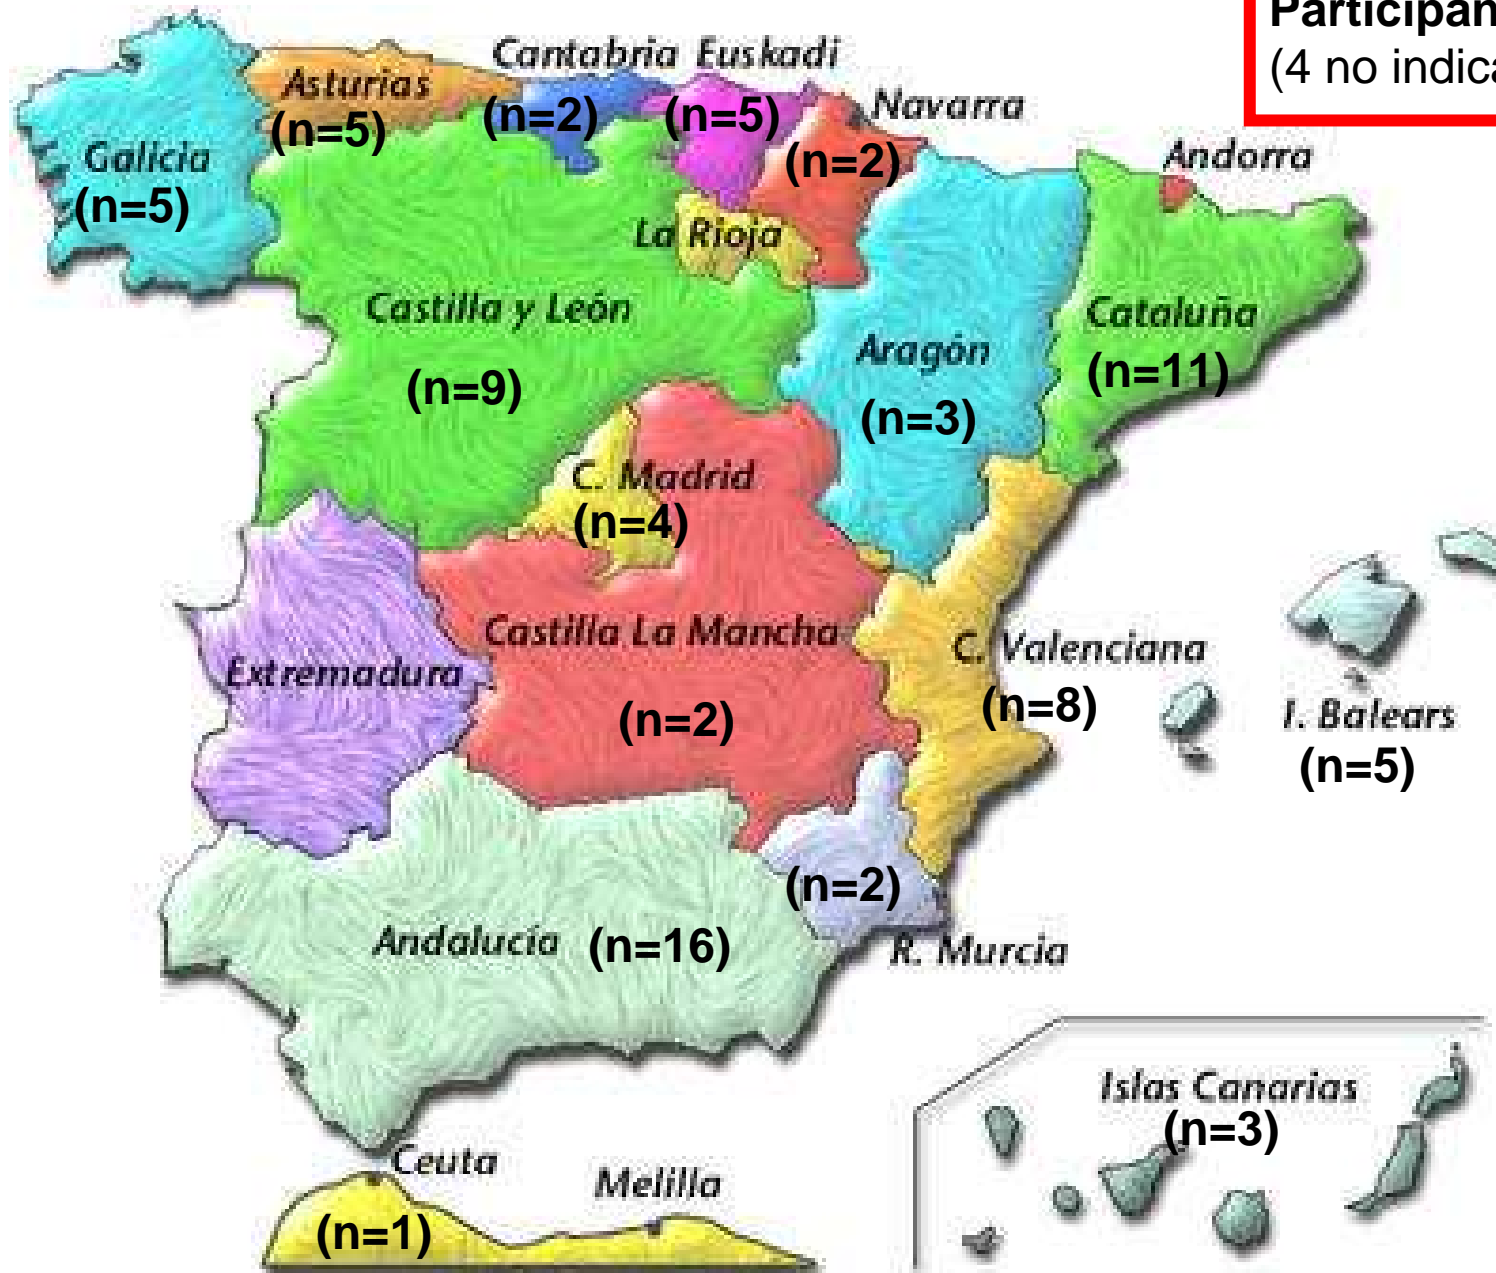 Participan
(4 no indica
Cantabria Euskadi
Asturias
(n=5)
(n=2)
(n=5)
Navarra
(n=2)
Galicia
(n=5)
Andorra
La Rioja
Castilla y León
(n=9)
Aragón
(n=3)
Cataluña
(n=11)
C. Madrid
(n=4)
Castilla La Mancha
(n=2)
Extremadura
C. Valenciana
(n=8)
I. Balears
(n=5)
(n=2)
R. Murcia
Andalucía (n=16)
Islas Canarias
(n=3)
Ceuta
(n=1)
Melilla